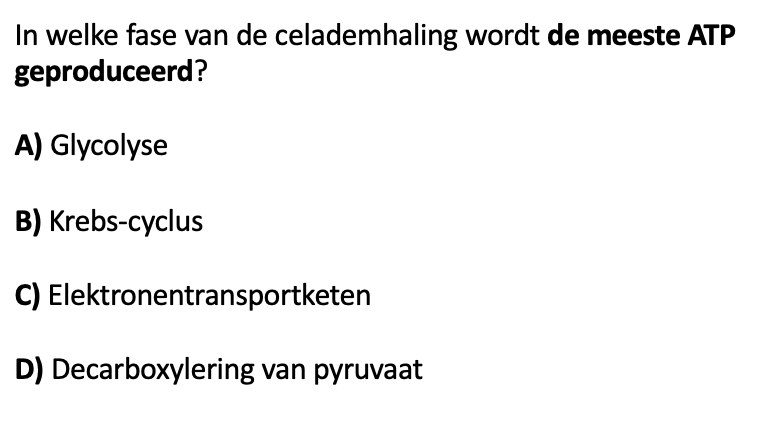 In welke fase van de celademhaling wordt de meeste ATP
geproduceerd?
A) Glycolyse
B) Krebs-cyclus
C) Elektronentransportketen
D) Decarboxylering van pyruvaat